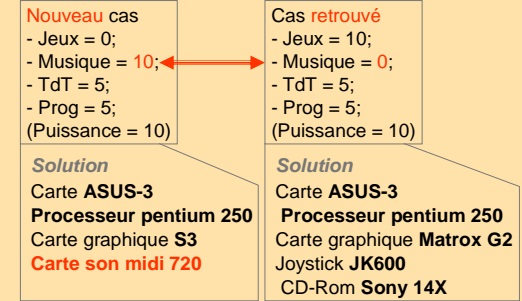 Nouveau cas
- Jeux = 0;
- Musique = 10;
- TdT = 5;
- Prog = 5;
(Puissance = 10)
Solution
Carte ASUS-3
Processeur pentium 250
Carte graphique S3
Carte son midi 720
Cas retrouvé
- Jeux = 10;
- Musique = 0;
- TdT = 5;
- Prog = 5;
(Puissance = 10)
Solution
Carte ASUS-3
Processeur pentium 250
Carte graphique Matrox G2
Joystick JK600
CD-Rom Sony 14X